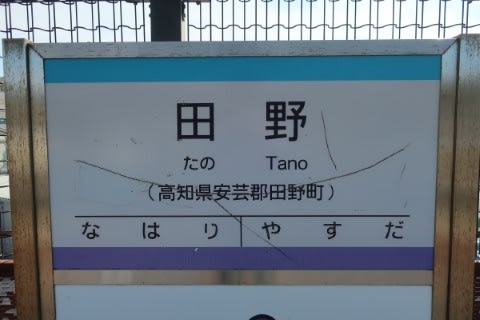 田野
たの Tano
（高知県安芸郡田野町）
なはり やすだ